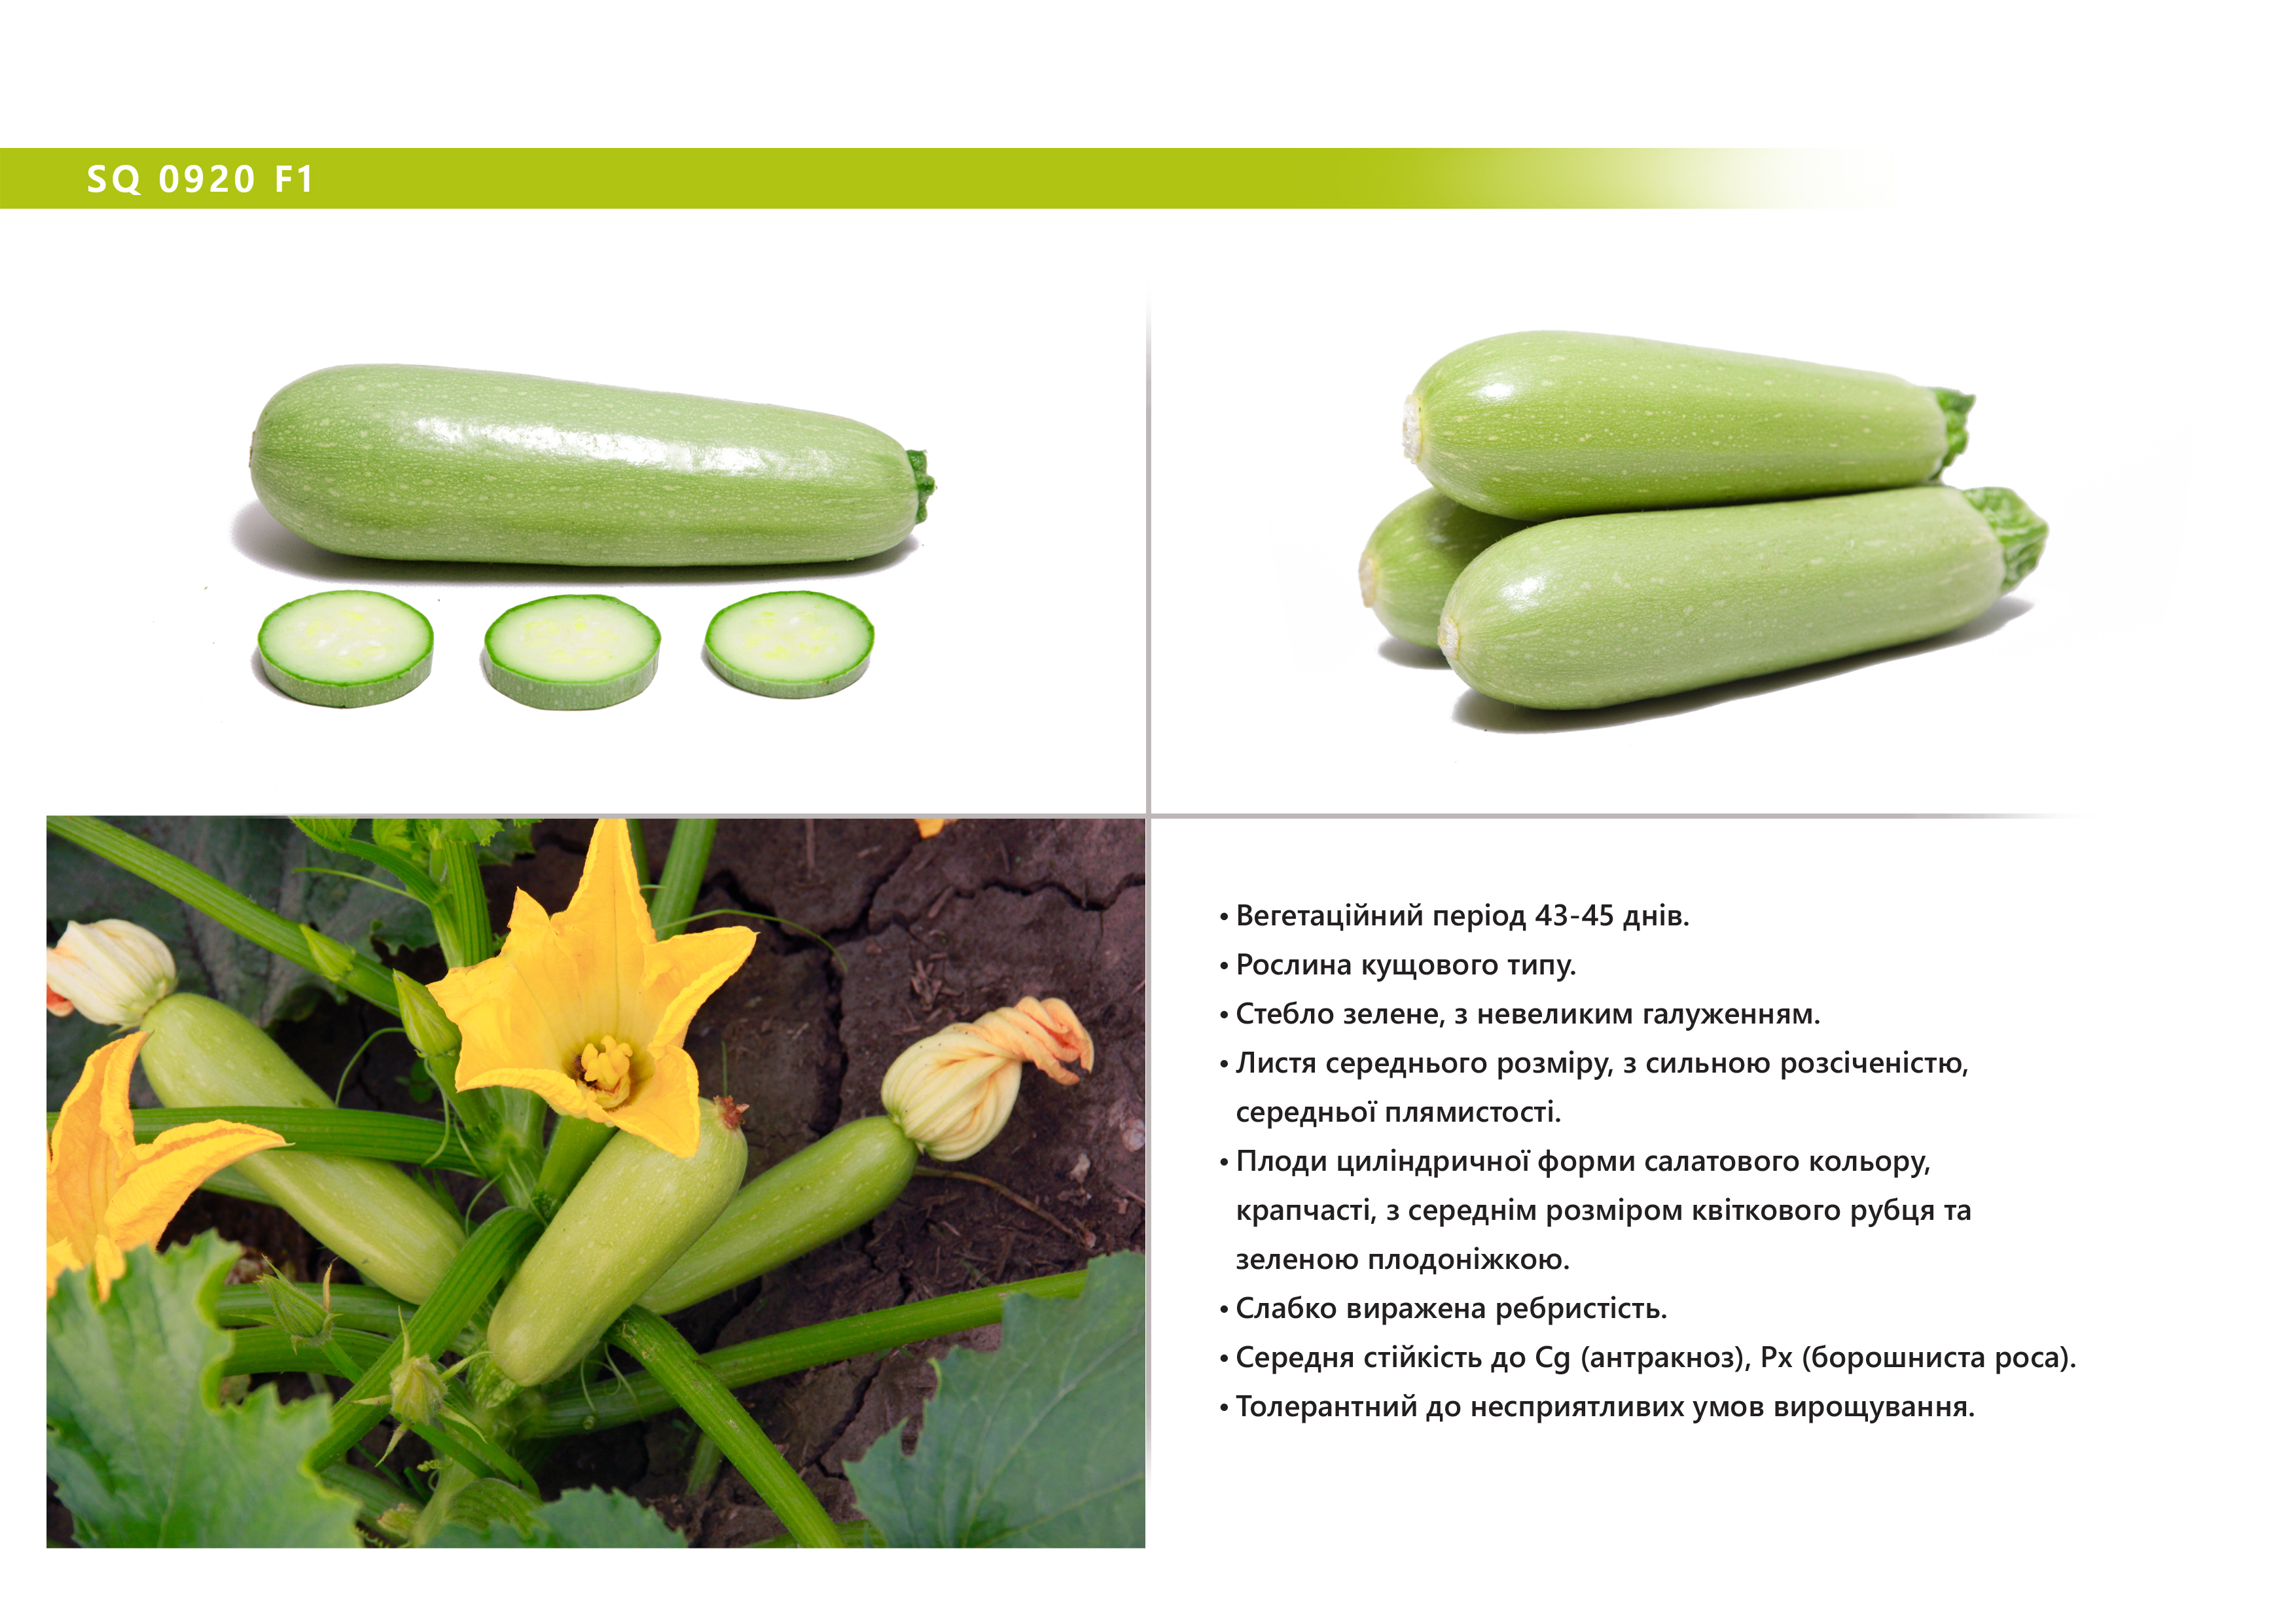 SQ 0920 F1
• Вегетаційний період 43-45 днів.
• Рослина кущового типу.
• Стебло зелене, з невеликим галуженням.
• Листя середнього розміру, з сильною розсіченістю,
середньої плямистості.
• Плоди циліндричної форми салатового кольору,
крапчасті, з середнім розміром квіткового рубця та
зеленою плодоніжкою.
• Слабко виражена ребристість.
• Середня стійкість до Cg (антракноз), Px (борошниста роса).
• Толерантний до несприятливих умов вирощування.